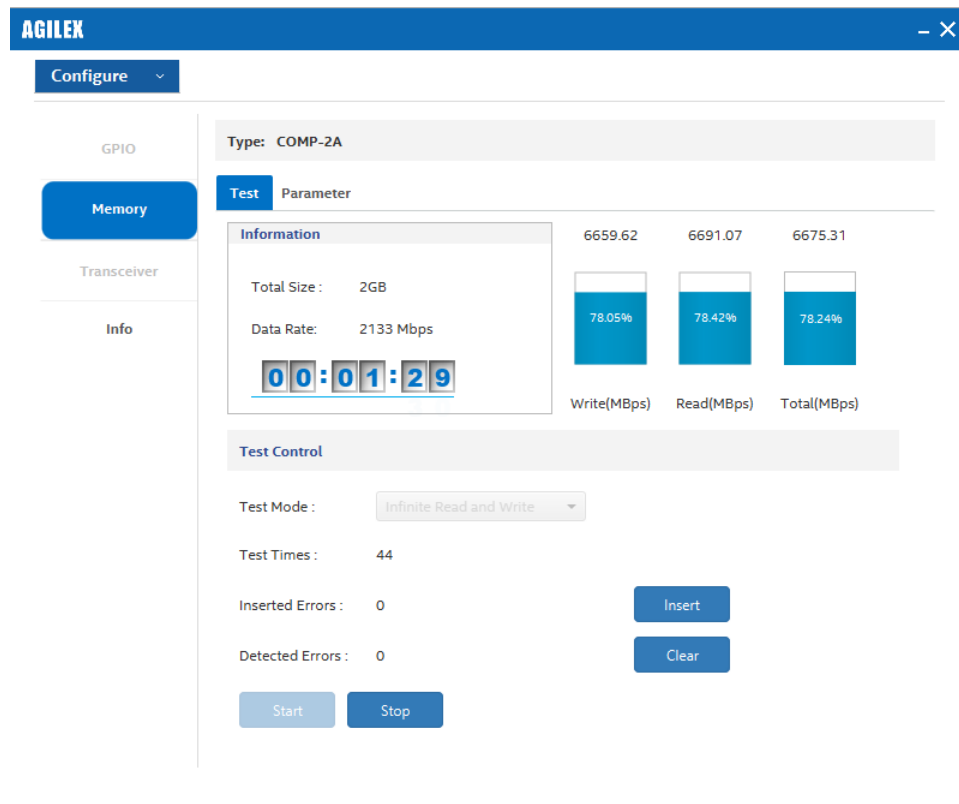 AGILEX
Configure
GPIO
Memory
Transceiver
Info
Type: COMP-2A
Test Parameter
Information
Total Size : 2GB
Data Rate: 2133 Mbps
00:01:29
6659.62 6691.07 6675.31
78.05% 78.42% 78.24%
Write(MBps) Read(MBps) Total(MBps)
Test Control
Test Mode : Infinite Read and Write
Test Times : 44
Inserted Errors : 0 Insert
Detected Errors : 0 Clear
Start Stop